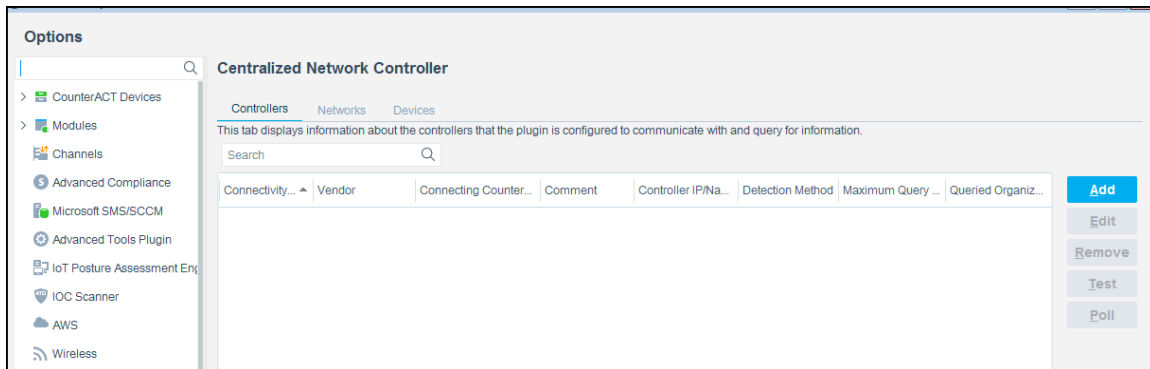 Options
Centralized Network Controller
CounterACT Devices
Modules
Channels
Advanced Compliance
Microsoft SMS/SCCM
Advanced Tools Plugin
IoT Posture Assessment Eng
IOC Scanner
AWS
Wireless
Controllers Networks Devices
This tab displays information about the controllers that the plugin is configured to communicate with and query for information.
Search
Connectivity... Vendor Connecting Counter... Comment Controller IP/Na... Detection Method Maximum Query ... Queried Organiz...
Add
Edit
Remove
Test
Poll